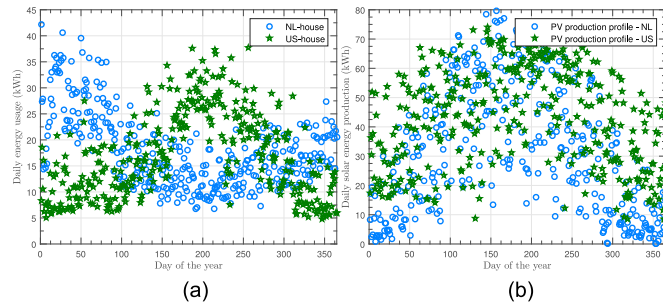 45
40
35
30
25
20
15
10
5
0
Daily energy usage (kWh)
NL-house
US-house
0 50 100 150 200 250 300 350
Day of the year
(a)
80
70
60
50
40
30
20
10
0
Daily solar energy production (kWh)
PV production profile - NL
PV production profile - US
0 50 100 150 200 250 300 350
Day of the year
(b)